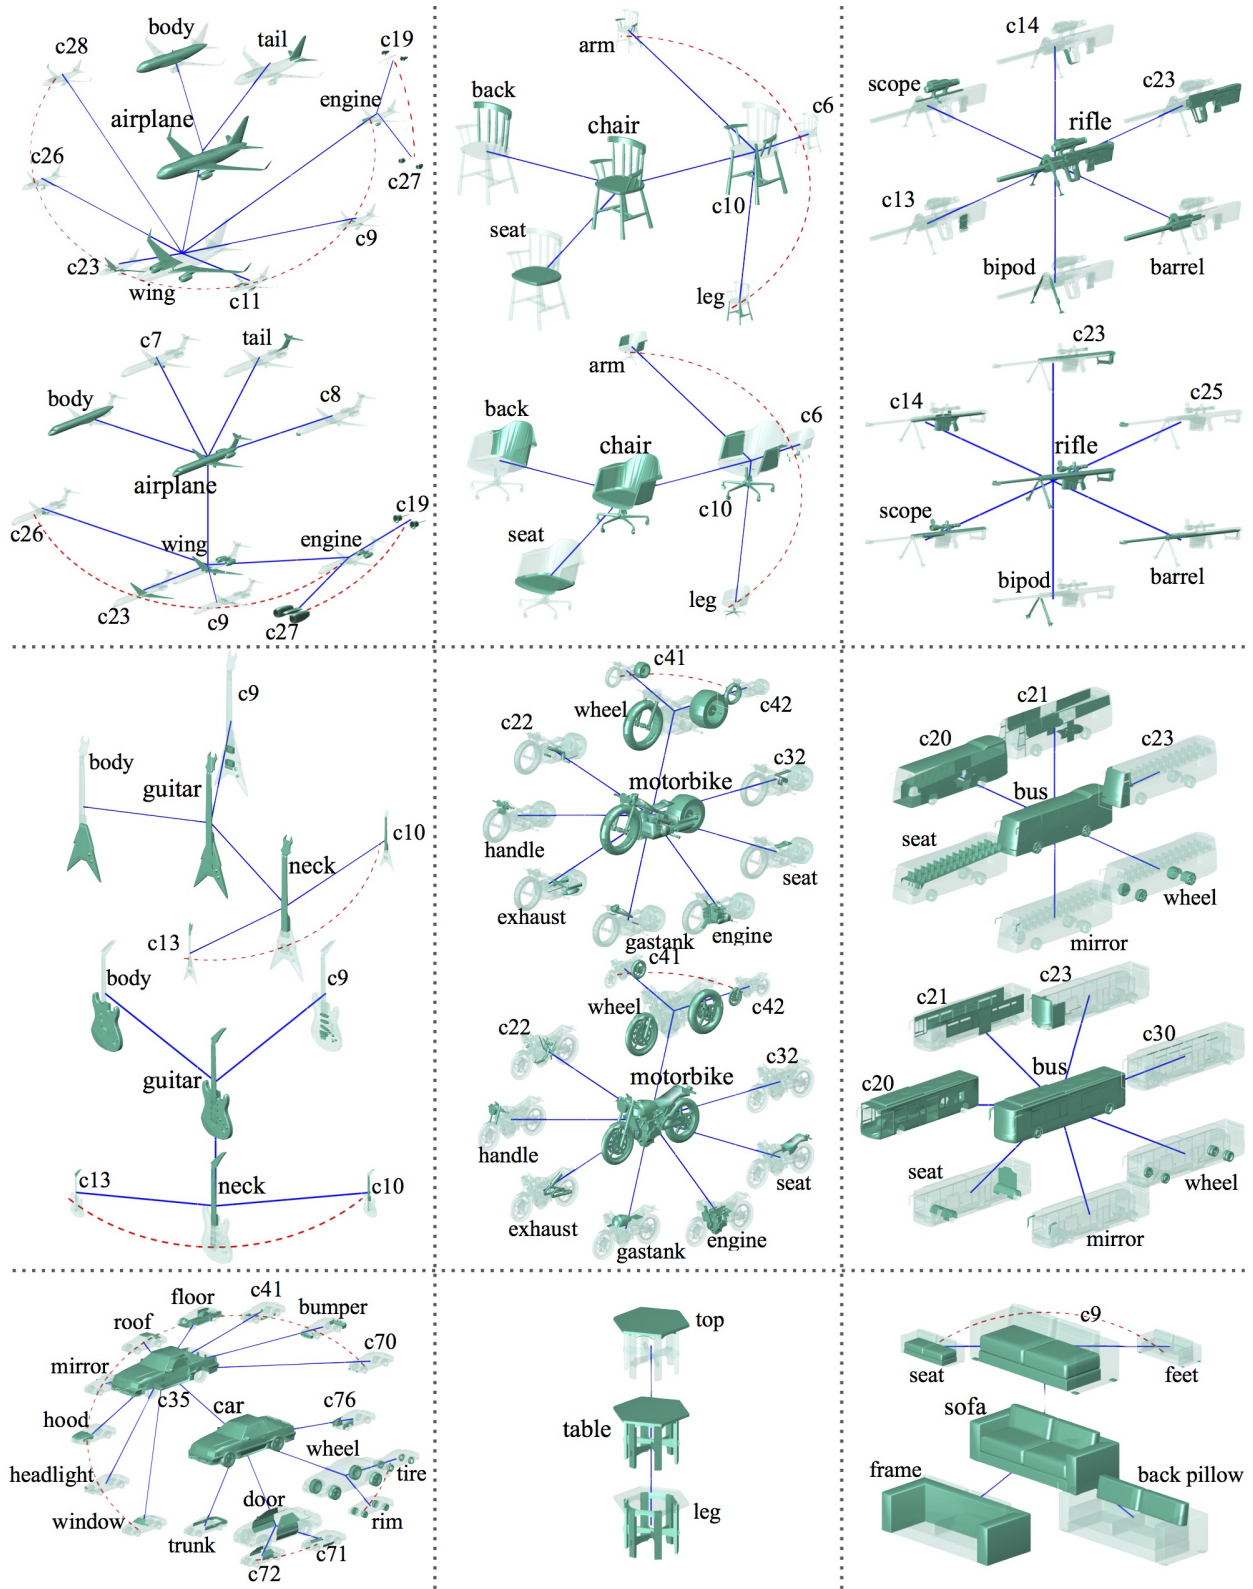 body
c28
tail
c19
engine
airplane
c26
c27
c9
c23
wing
c11
c7
tail
body
c8
airplane
c26
c19
wing
engine
c23
c9
c27
arm
back
c6
chair
c10
seat
leg
arm
back
c6
chair
c10
seat
leg
c14
scope
c23
rifle
c13
bipod
barrel
c23
c14
c25
rifle
scope
bipod
barrel
c9
body
guitar
c10
neck
c13
body
c9
guitar
c13
neck
c10
c41
wheel
c42
c22
c32
motorbike
handle
seat
exhaust
gastank
engine
c41
wheel
c42
c22
c32
motorbike
handle
seat
exhaust
gastank
engine
c21
c20
c23
bus
seat
wheel
mirror
c23
c21
c30
bus
c20
seat
wheel
mirror
c41
floor
bumper
roof
c70
mirror
c35
car
c76
hood
wheel
headlight
tire
door
window
rim
trunk
c71
c72
top
table
leg
c9
seat
feet
sofa
frame
back pillow